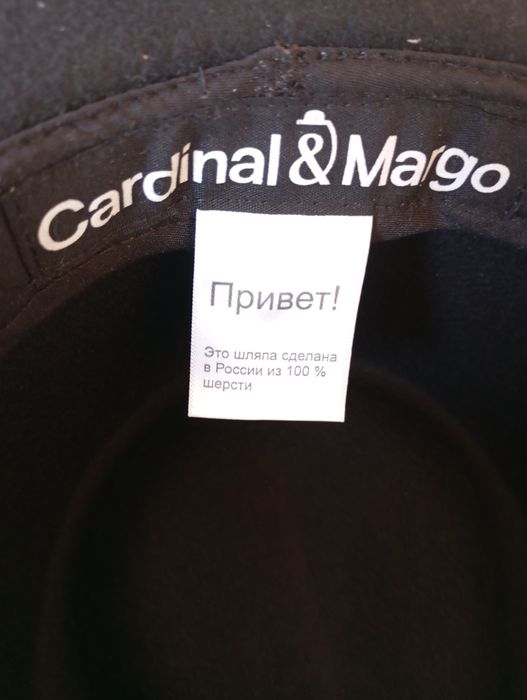 Cardinal & Margo
Привет!
Это шляпа сделана
в России из 100 %
шерсти